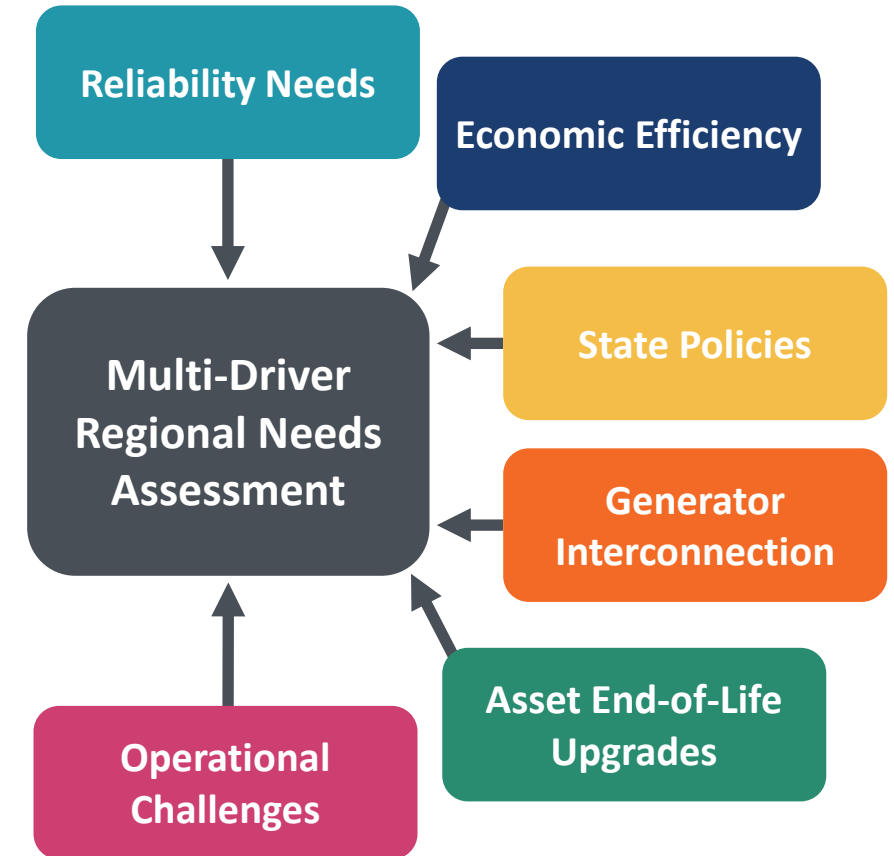 Reliability Needs
Economic Efficiency
State Policies
Multi-Driver
Regional Needs
Assessment
Generator
Interconnection
Asset End-of-Life
Upgrades
Operational
Challenges